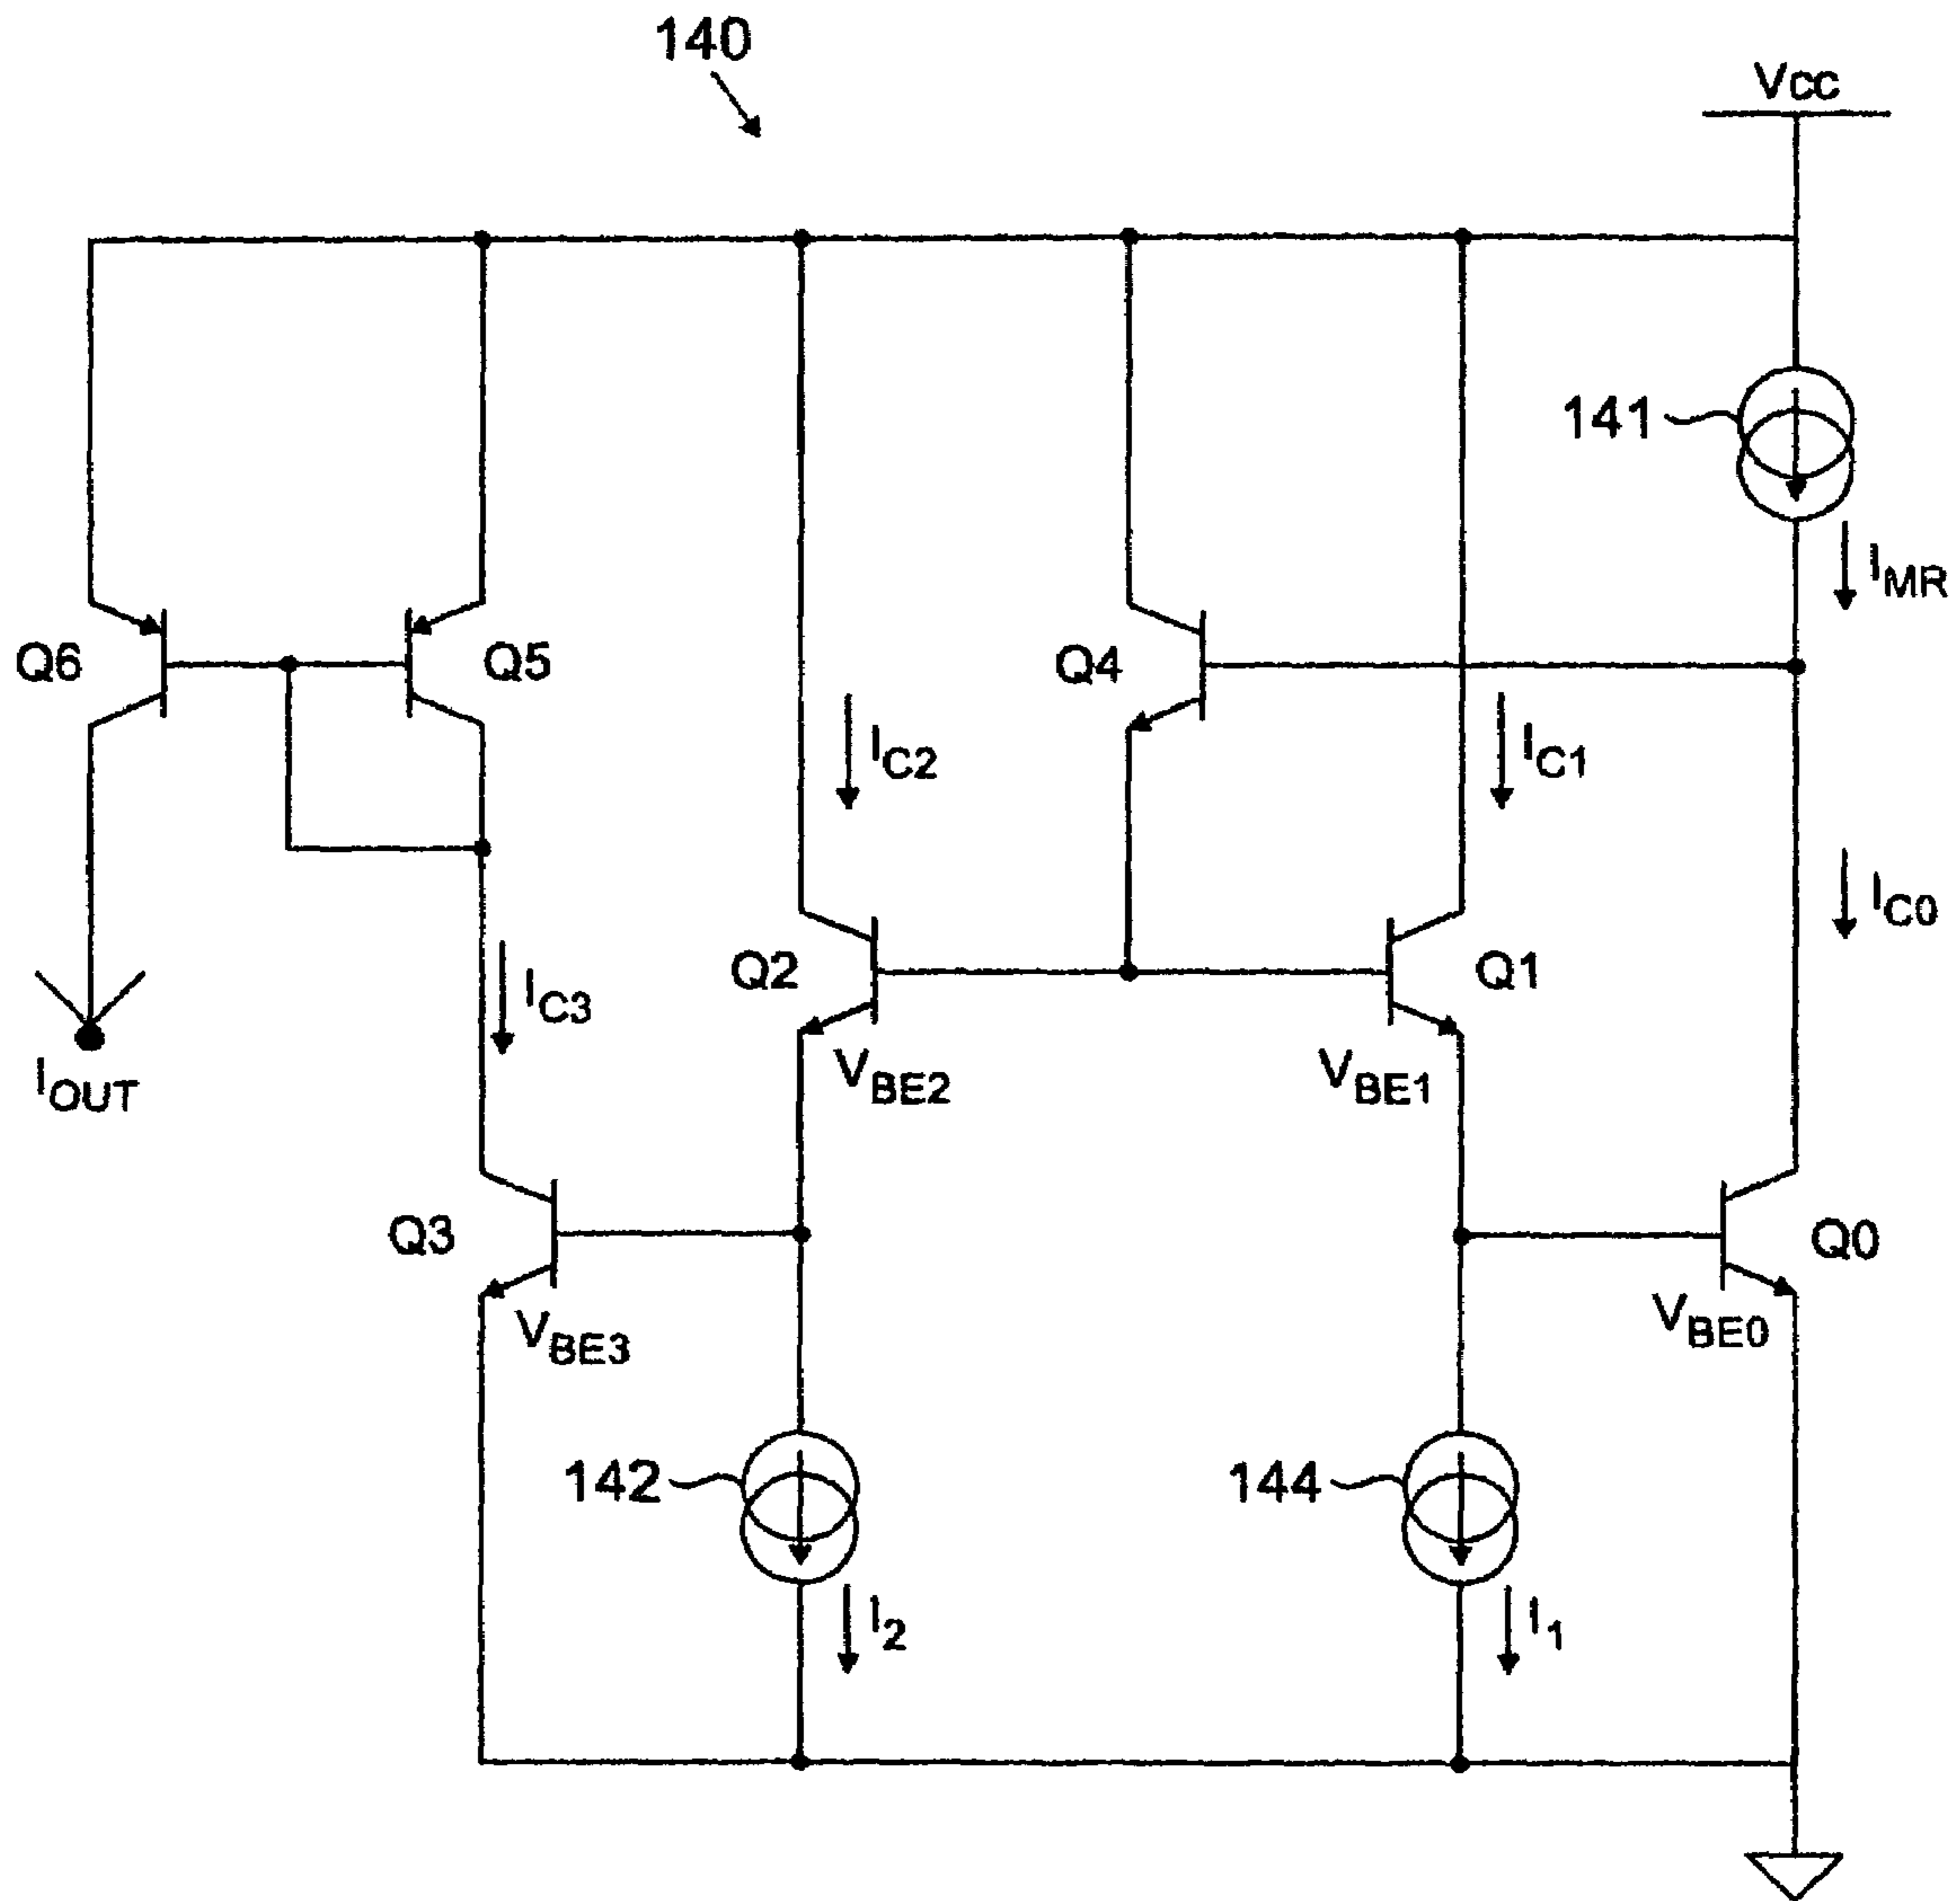 140
Vcc
141
IMR
Q6
Q5
Q4
IC2
IC1
IC0
Q2
Q1
IC3
VBE2
VBE1
IOUT
Q3
Q0
VBE3
VBE0
142
144
I2
I1